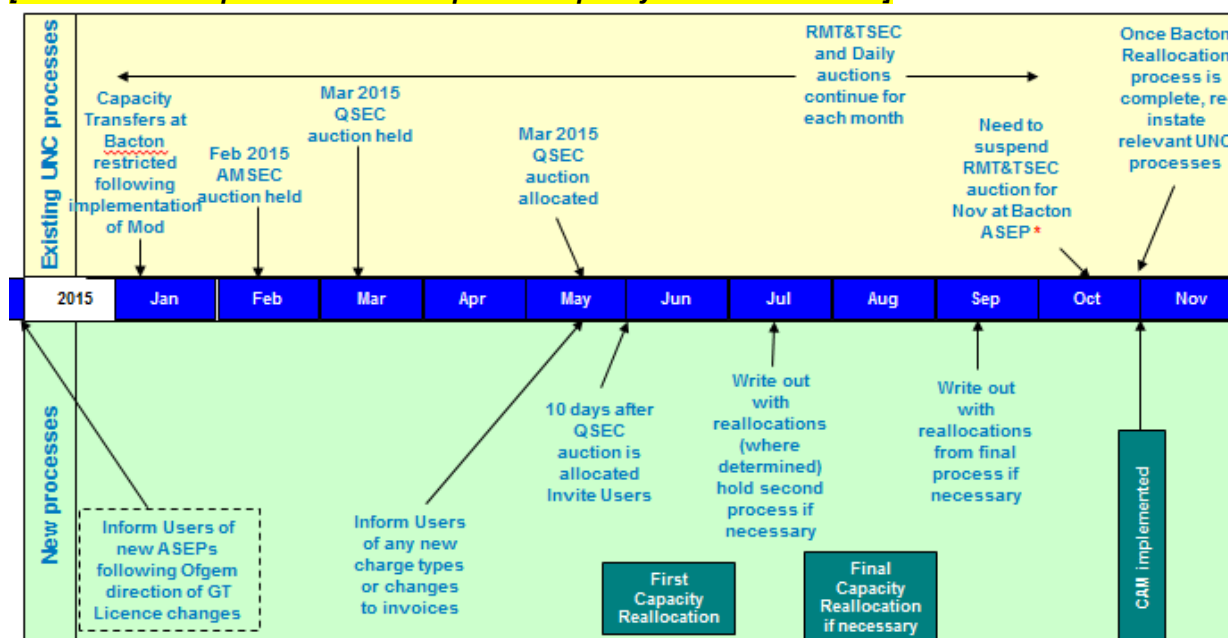 Existing UNC processes
Capacity
Transfers at
Bacton
restricted
following
implementation
of Mod
Feb 2015
AMSEC
auction held
Mar 2015
QSEC
auction held
Mar 2015
QSEC
auction
allocated
RMT&TSEC
and Daily
auctions
continue for
each month
Need to
suspend
RMT&TSEC
auction for
Nov at Bacton
ASEP *
Once Bacton
Reallocation
process is
complete, re
instate
relevant UNC
processes
2015 Jan Feb Mar Apr May Jun Jul Aug Sep Oct Nov
New processes
Inform Users of
new ASEPs
following Ofgem
direction of GT
Licence changes
Inform Users
of any new
charge types
or changes
to invoices
10 days after
QSEC
auction is
allocated
Invite Users
First
Capacity
Reallocation
Write out
with
reallocations
(where
determined)
hold second
process if
necessary
Final
Capacity
Reallocation
if necessary
Write out
with
reallocations
from final
process if
necessary
CAM implemented